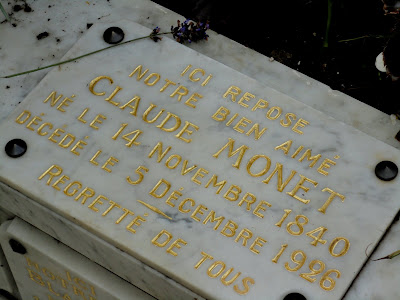 ICI REPOSE
NOTRE BIEN AIMÉ
CLAUDE MONET
NÉ LE 14 NOVEMBRE 1840
DÉCÉDÉ LE 5 DÉCEMBRE 1926
REGRETTÉ DE TOUS